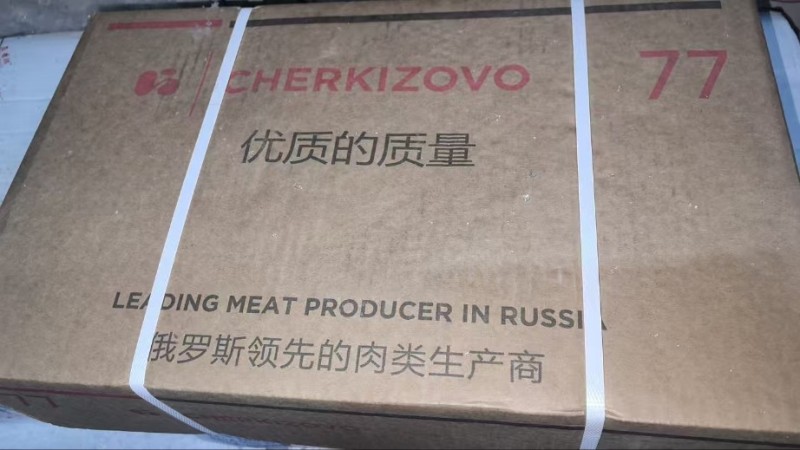 CHERKIZOVO
77
优质的质量
LEADING MEAT PRODUCER IN RUSSIA
俄罗斯领先的肉类生产商